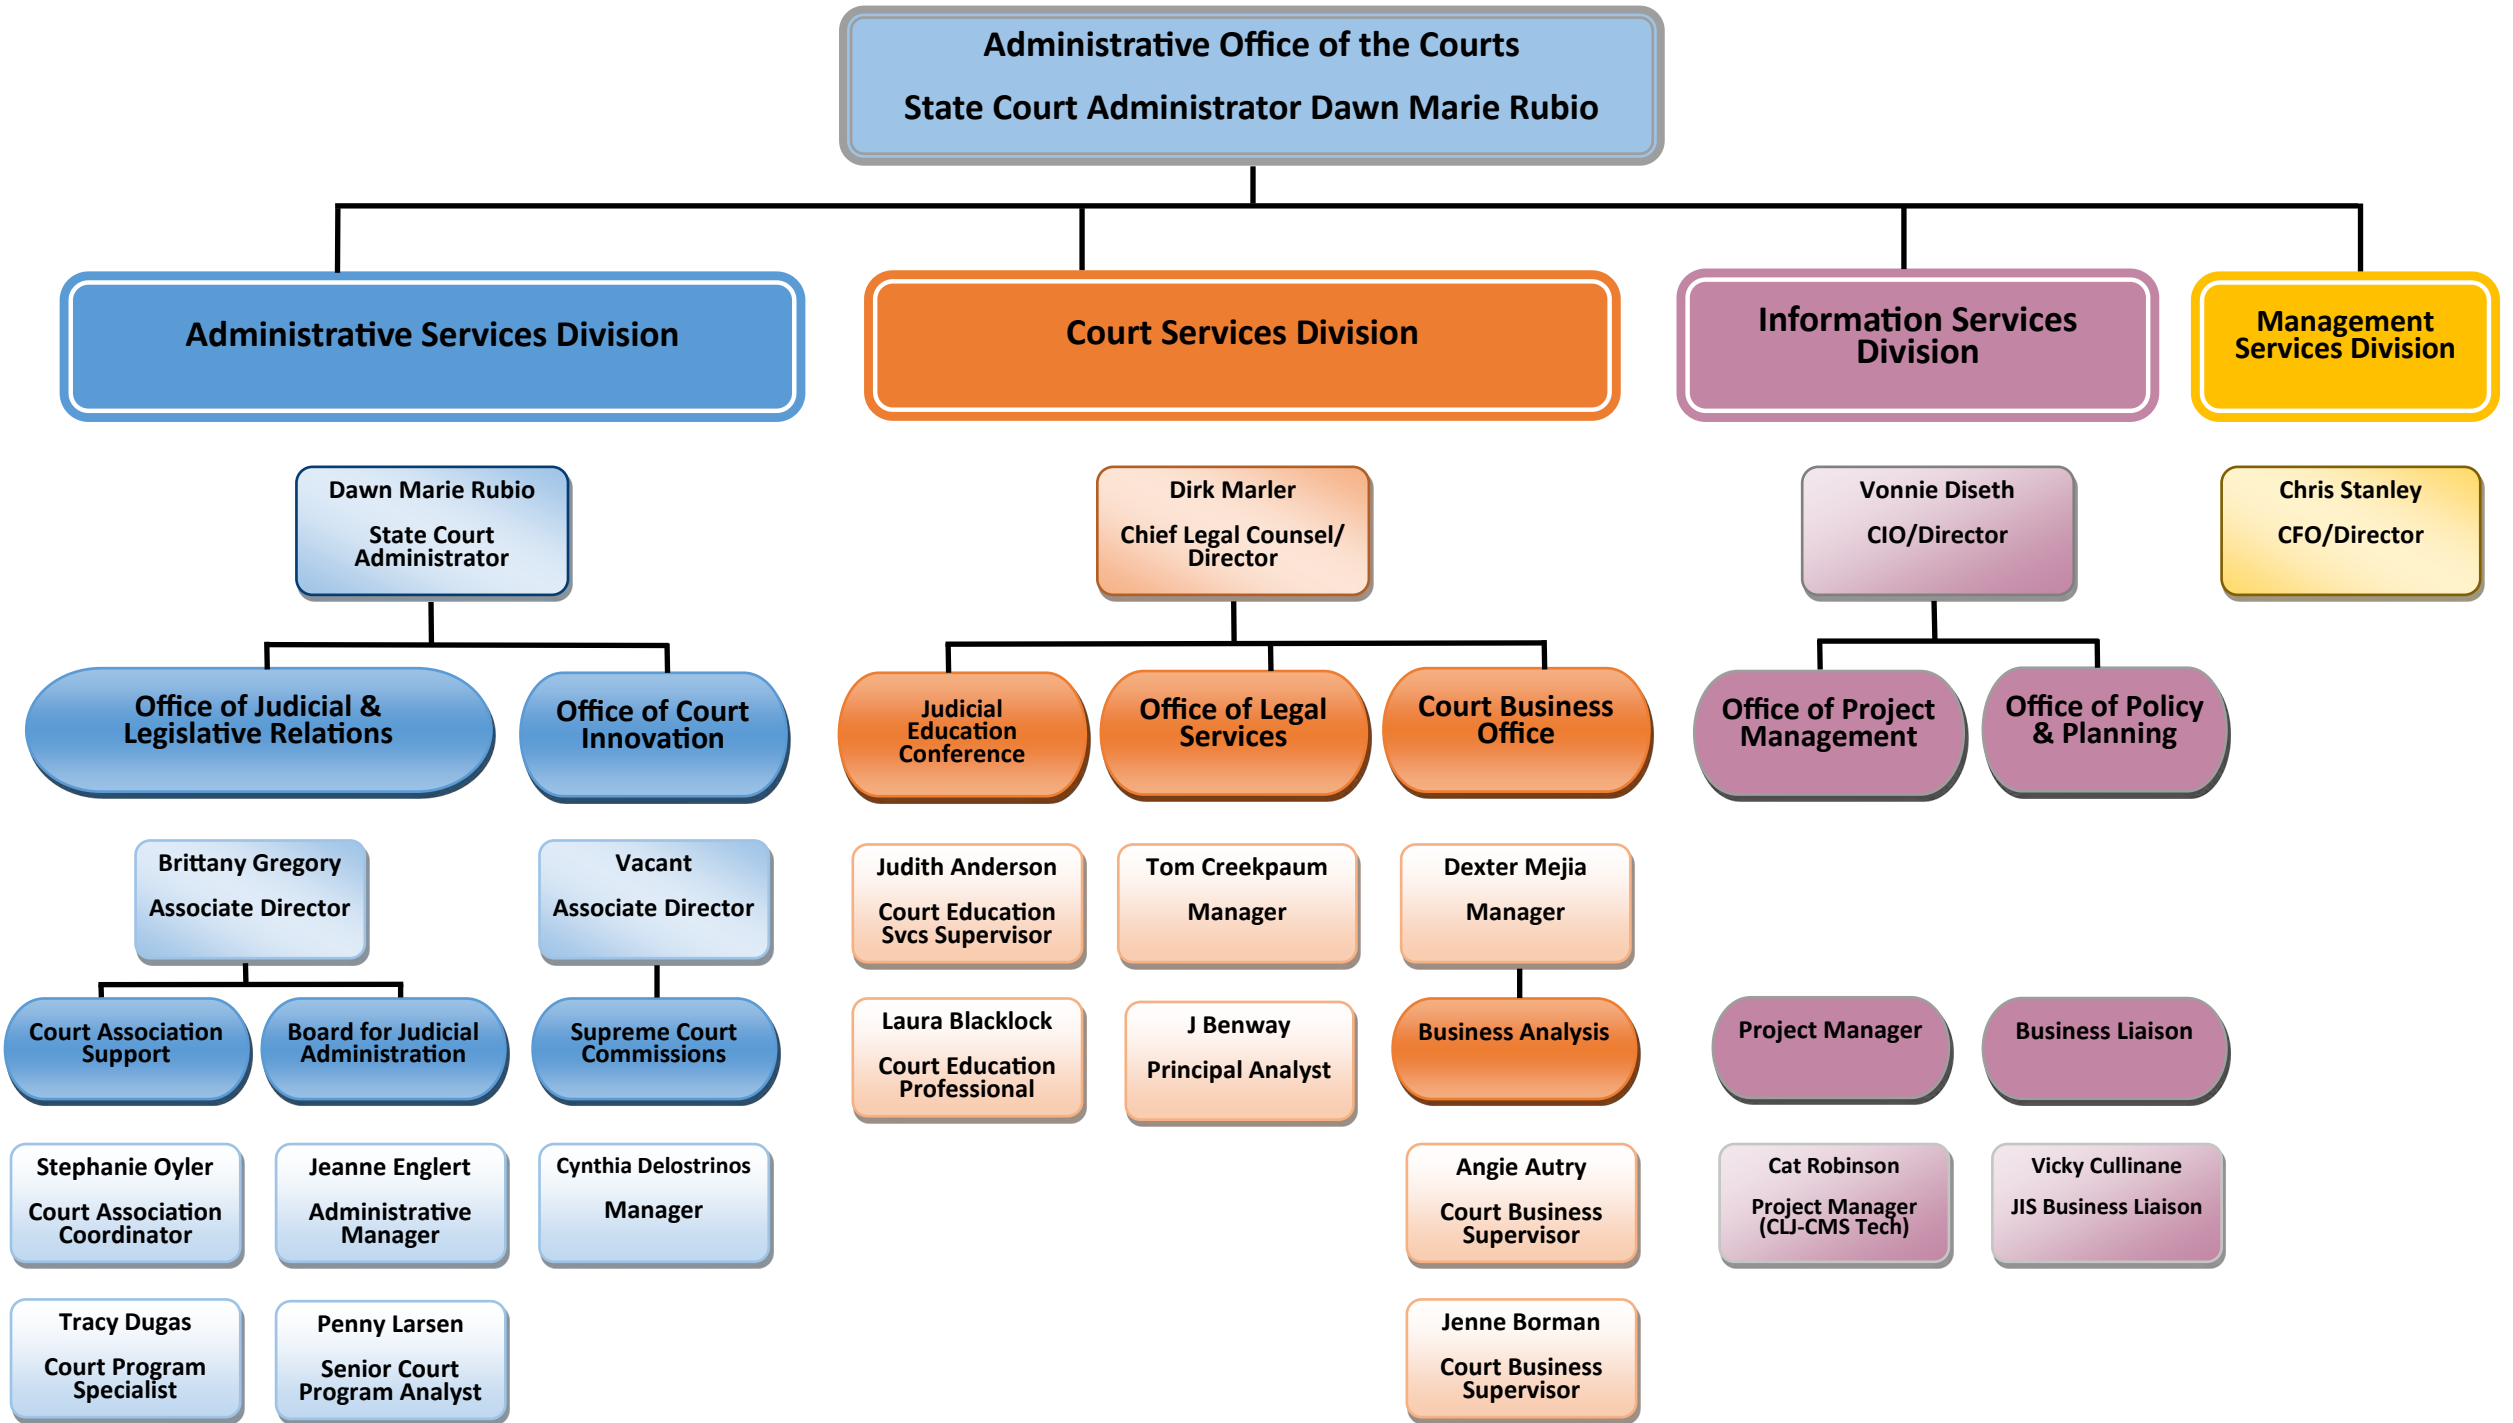 Administrative Office of the Courts
State Court Administrator Dawn Marie Rubio
Administrative Services Division
Court Services Division
Information Services
Division
Management
Services Division
Dawn Marie Rubio
State Court
Administrator
Dirk Marler
Chief Legal Counsel/
Director
Vonnie Diseth
CIO/Director
Chris Stanley
CFO/Director
Office of Judicial &
Legislative Relations
Office of Court
Innovation
Judicial
Education
Conference
Office of Legal
Services
Court Business
Office
Office of Project
Management
Office of Policy
& Planning
Brittany Gregory
Associate Director
Vacant
Associate Director
Judith Anderson
Court Education
Svcs Supervisor
Tom Creekpaum
Manager
Dexter Mejia
Manager
Court Association
Support
Board for Judicial
Administration
Supreme Court
Commissions
Laura Blacklock
Court Education
Professional
J Benway
Principal Analyst
Business Analysis
Project Manager
Business Liaison
Stephanie Oyler
Court Association
Coordinator
Jeanne Englert
Administrative
Manager
Cynthia Delostrinos
Manager
Angie Autry
Court Business
Supervisor
Cat Robinson
Project Manager
(CLJ-CMS Tech)
Vicky Cullinane
JIS Business Liaison
Tracy Dugas
Court Program
Specialist
Penny Larsen
Senior Court
Program Analyst
Jenne Borman
Court Business
Supervisor